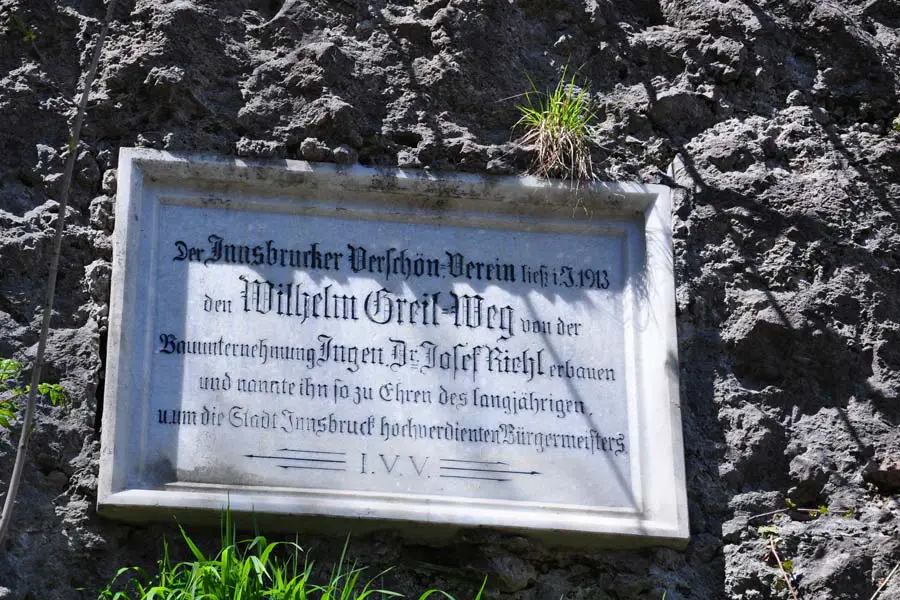 Der Innsbrucker Verschön-Verein ließ i. J. 1913
den Wilhelm Greil-Weg von der
Bauunternehmung Ingen. Dr. Josef Riehl erbauen
und nannte ihn so zu Ehren des langjährigen,
u. um die Stadt Innsbruck hochverdienten Bürgermeisters
I. V. V.